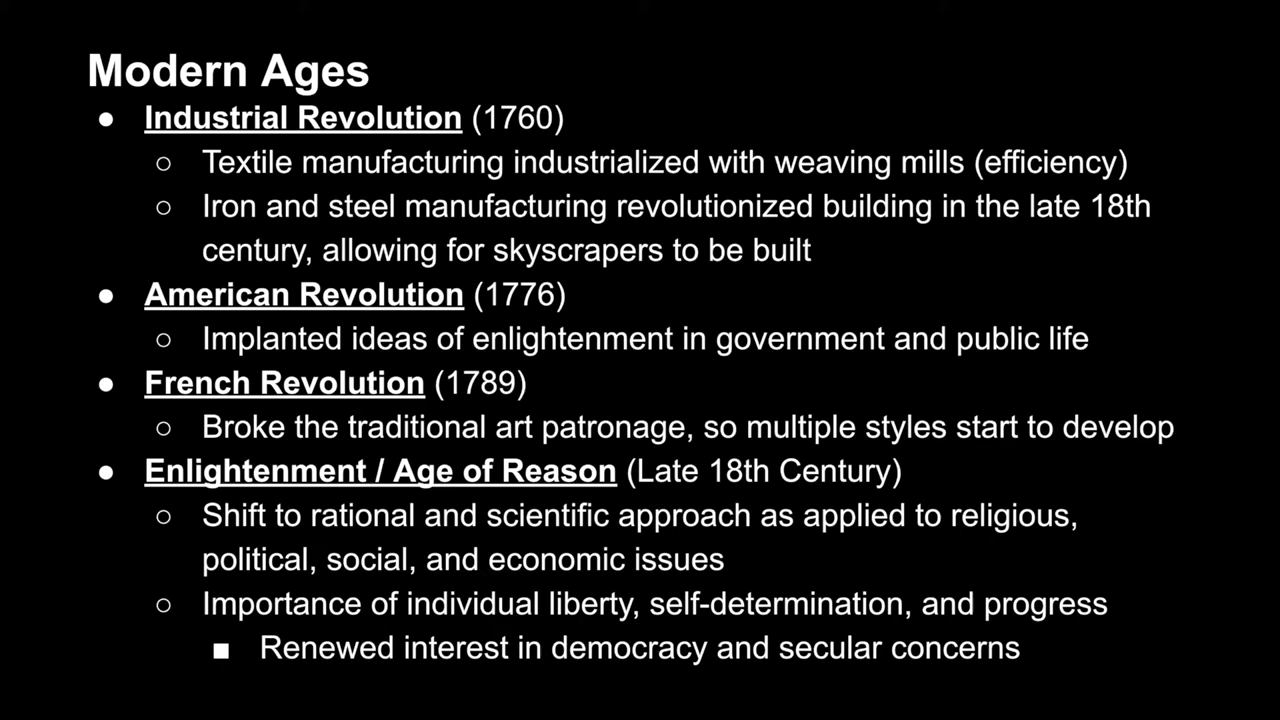 Modern Ages
● Industrial Revolution (1760)
○ Textile manufacturing industrialized with weaving mills (efficiency)
○ Iron and steel manufacturing revolutionized building in the late 18th
century, allowing for skyscrapers to be built
● American Revolution (1776)
○ Implanted ideas of enlightenment in government and public life
● French Revolution (1789)
○ Broke the traditional art patronage, so multiple styles start to develop
● Enlightenment / Age of Reason (Late 18th Century)
○ Shift to rational and scientific approach as applied to religious,
political, social, and economic issues
○ Importance of individual liberty, self-determination, and progress
■ Renewed interest in democracy and secular concerns